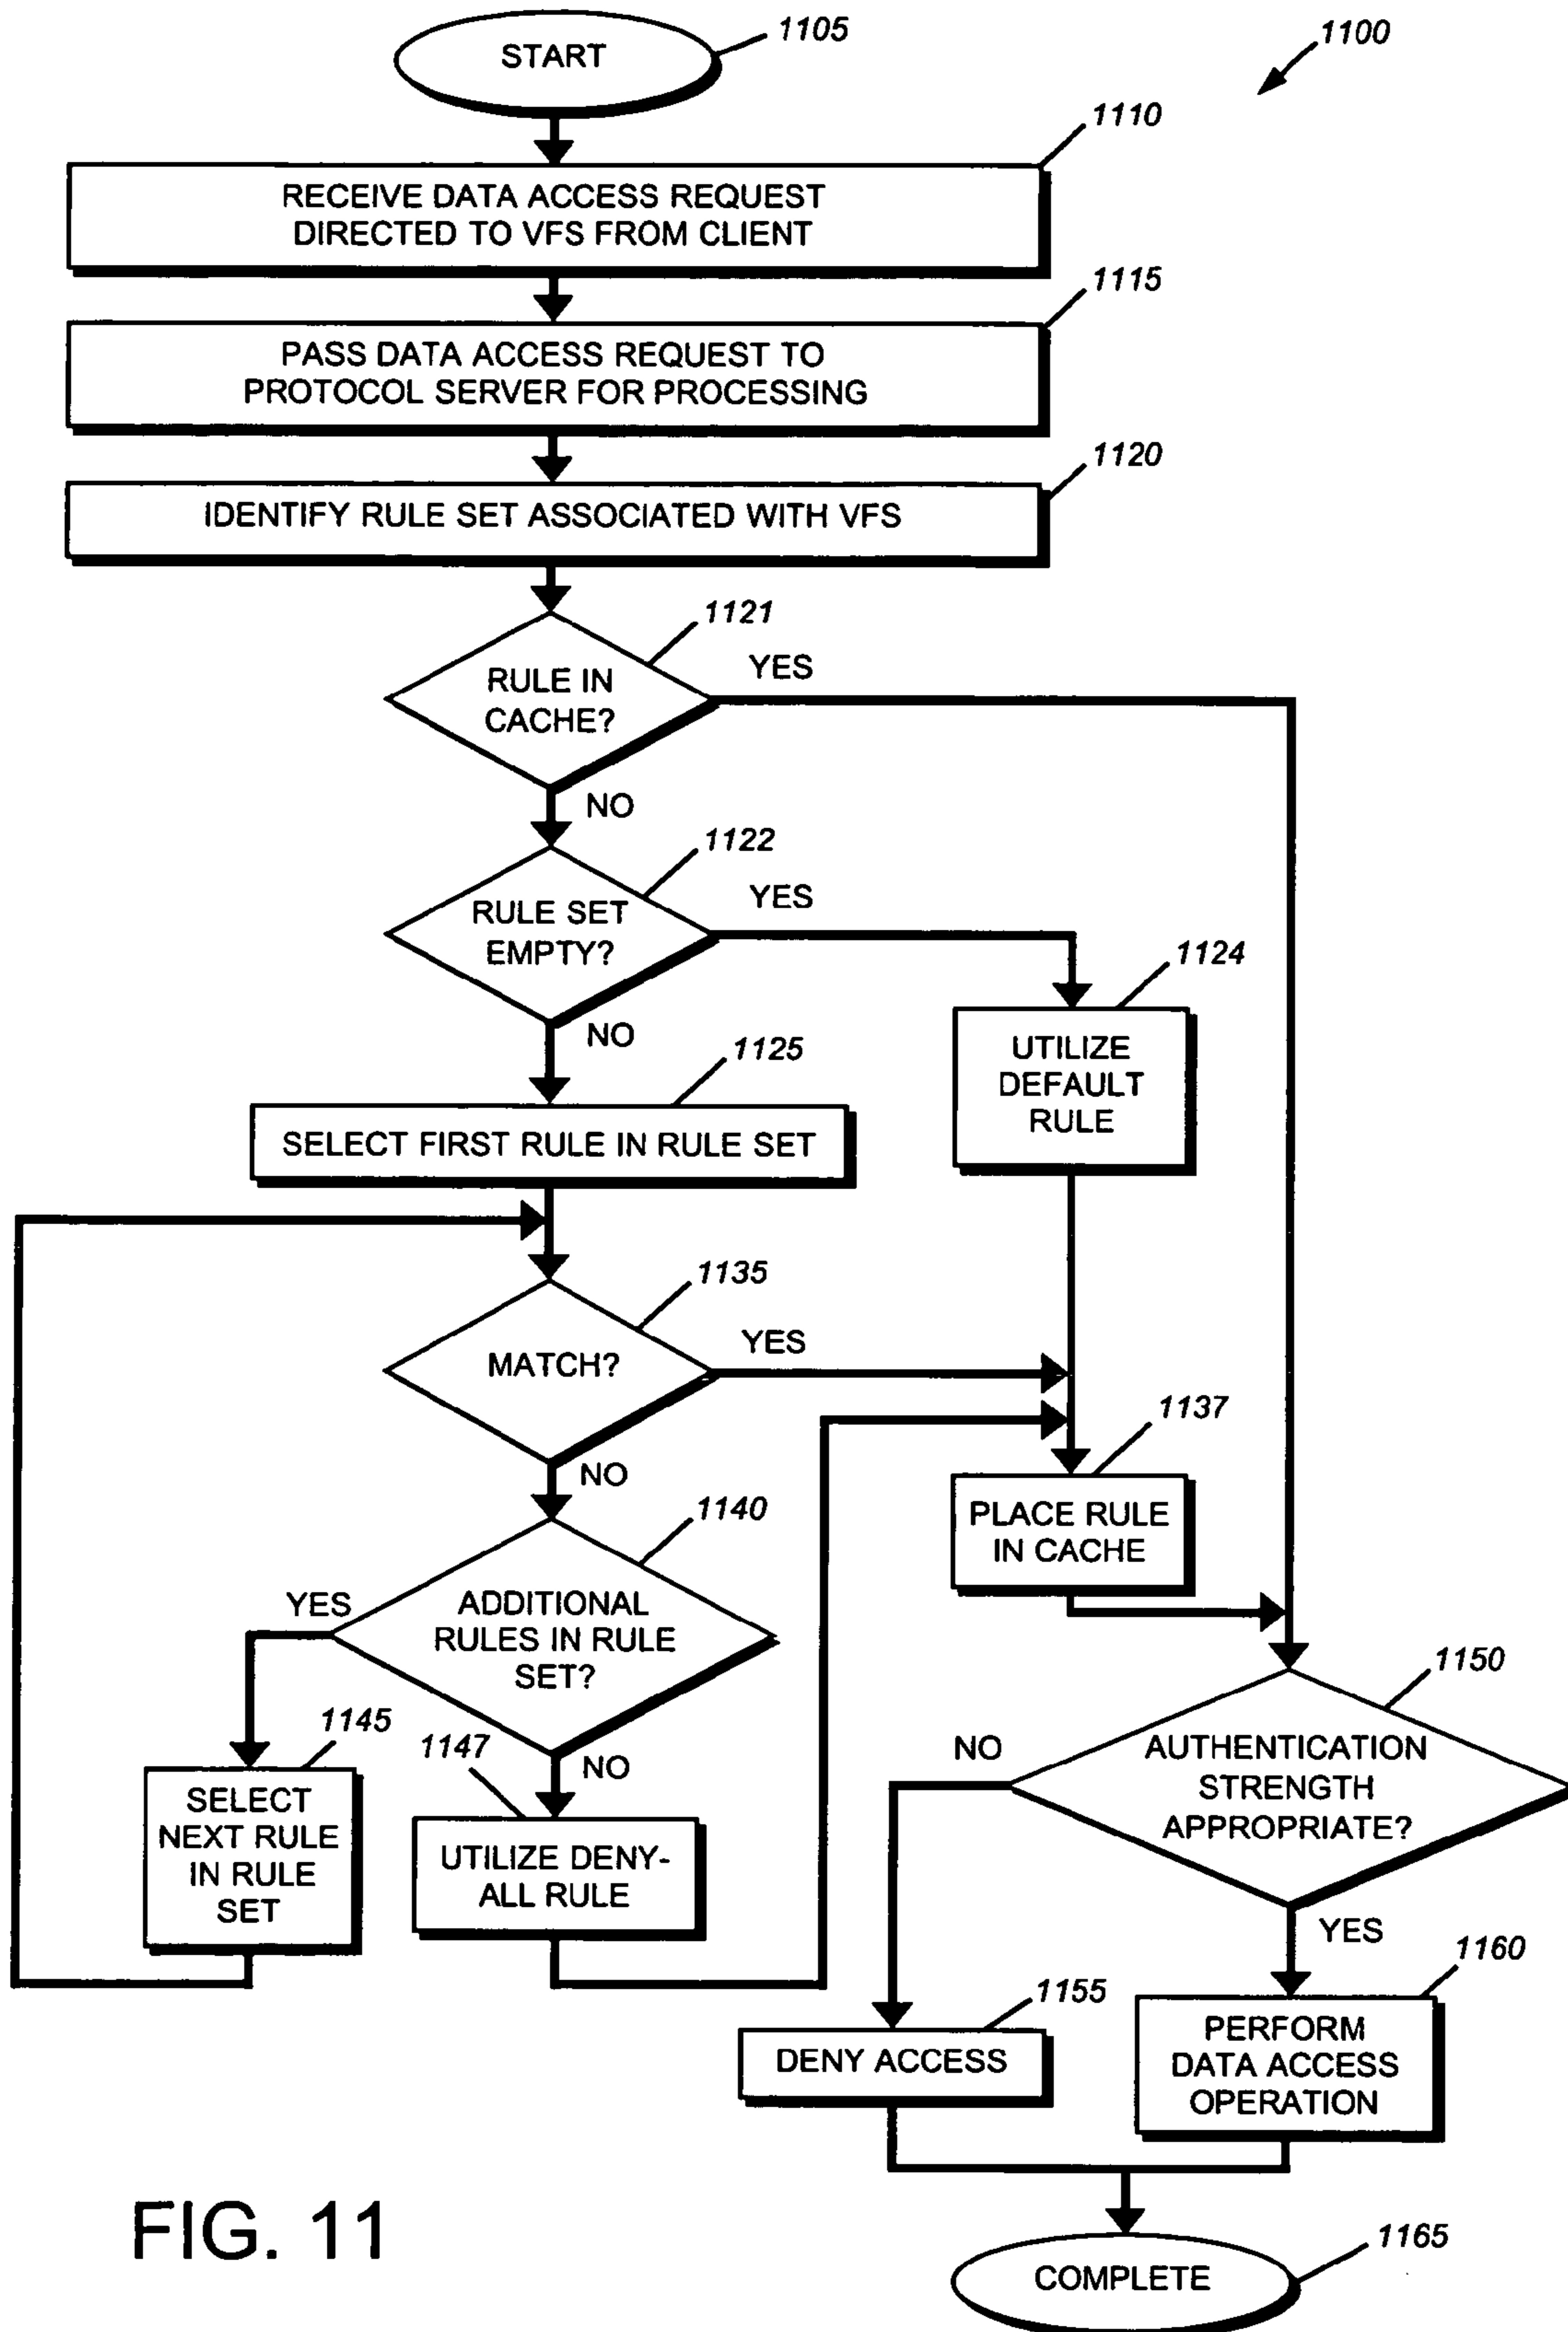 START
1105
1100
1110
RECEIVE DATA ACCESS REQUEST
DIRECTED TO VFS FROM CLIENT
1115
PASS DATA ACCESS REQUEST TO
PROTOCOL SERVER FOR PROCESSING
1120
IDENTIFY RULE SET ASSOCIATED WITH VFS
1121
RULE IN
CACHE?
YES
NO
1122
RULE SET
EMPTY?
YES
NO
1124
UTILIZE
DEFAULT
RULE
1125
SELECT FIRST RULE IN RULE SET
1135
MATCH?
YES
NO
1137
PLACE RULE
IN CACHE
1140
ADDITIONAL
RULES IN RULE
SET?
YES
NO
1145
SELECT
NEXT RULE
IN RULE
SET
1147
UTILIZE DENY-
ALL RULE
1150
AUTHENTICATION
STRENGTH
APPROPRIATE?
NO
YES
1155
DENY ACCESS
1160
PERFORM
DATA ACCESS
OPERATION
FIG. 11
1165
COMPLETE